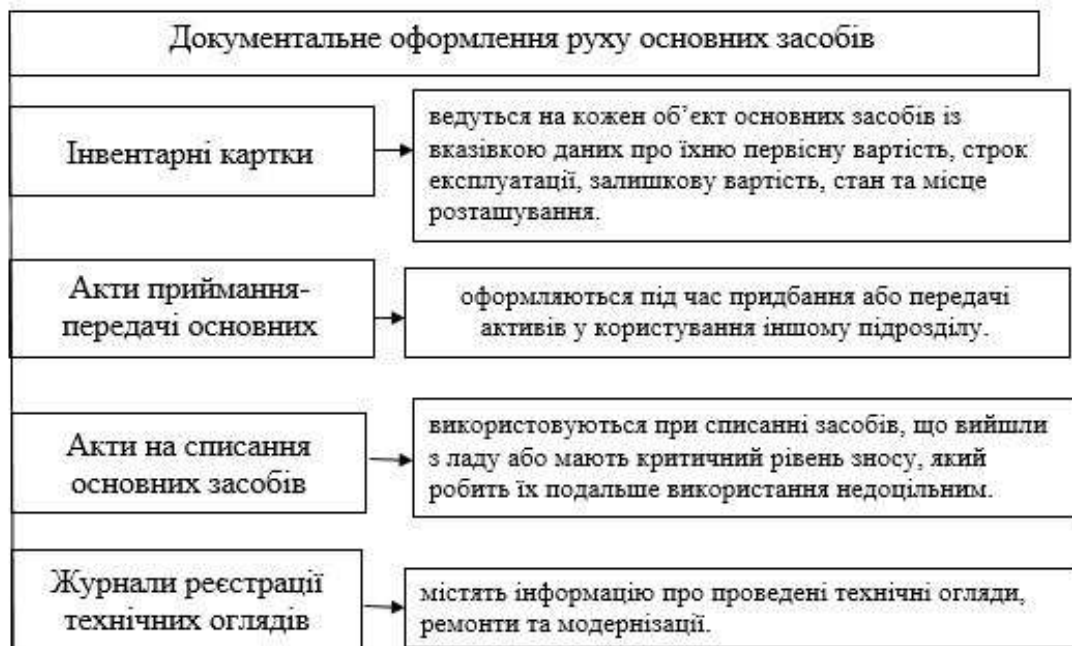 Документальне оформлення руху основних засобів
Інвентарні картки
ведуться на кожен об’єкт основних засобів із
вказівкою даних про їхню первісну вартість, строк
експлуатації, залишкову вартість, стан та місце
розташування.
Акти приймання-
передачі основних
оформляються під час придбання або передачі
активів у користування іншому підрозділу.
Акти на списання
основних засобів
використовуються при списанні засобів, що вийшли
з ладу або мають критичний рівень зносу, який
робить їх подальше використання недоцільним.
Журнали реєстрації
технічних оглядів
містять інформацію про проведені технічні огляди,
ремонти та модернізації.